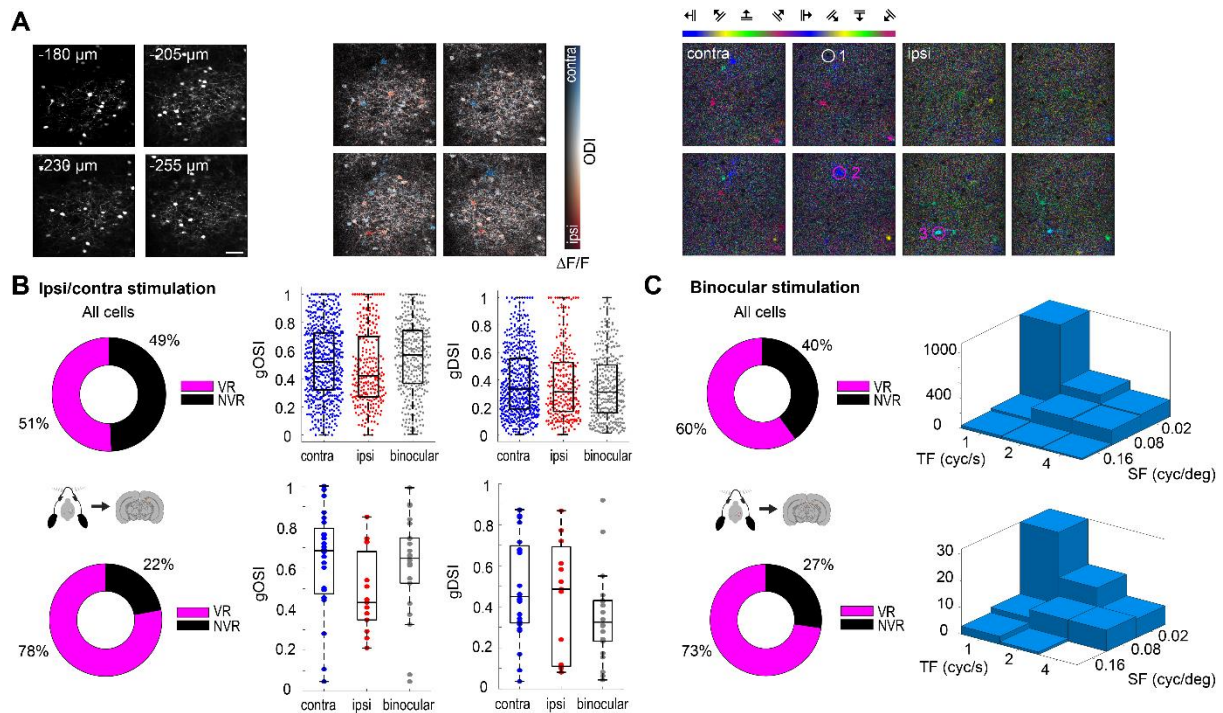 A
-180 µm
-205 µm
-230 µm
-255 µm
contra
ODI
ipsi
ΔF/F
contra
1
ipsi
2
3
B Ipsi/contra stimulation
All cells
49%
VR
NVR
51%
gOSI
1
0.8
0.6
0.4
0.2
0
contra ipsi binocular
gDSI
1
0.8
0.6
0.4
0.2
0
contra ipsi binocular
22%
VR
NVR
78%
gOSI
1
0.8
0.6
0.4
0.2
0
contra ipsi binocular
gDSI
1
0.8
0.6
0.4
0.2
0
contra ipsi binocular
C Binocular stimulation
All cells
40%
VR
NVR
60%
1000
400
0
1
2
4
TF (cyc/s)
0.02
0.08
0.16
SF (cyc/deg)
27%
VR
NVR
73%
30
20
10
0
1
2
4
TF (cyc/s)
0.02
0.08
0.16
SF (cyc/deg)